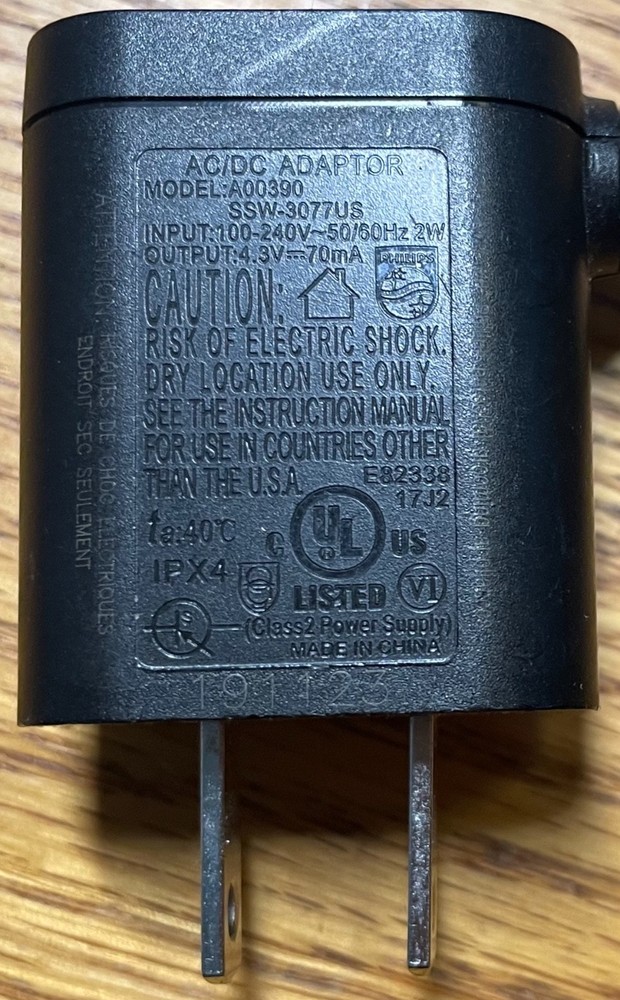 AC/DC ADAPTOR
MODEL:A00390
SSW-3077US
INPUT:100-240V~50/60Hz 2W
OUTPUT:4.3V⎓70mA
PHILIPS
CAUTION:
RISK OF ELECTRIC SHOCK.
DRY LOCATION USE ONLY.
SEE THE INSTRUCTION MANUAL
FOR USE IN COUNTRIES OTHER
THAN THE U.S.A.
E82338
17J2
ta:40℃
C UL US
IPX4
LISTED
VI
(Class2 Power Supply)
MADE IN CHINA
191123
ATTENTION: RISQUES DE CHOC ELECTRIQUES
ENDROIT SEC SEULEMENT